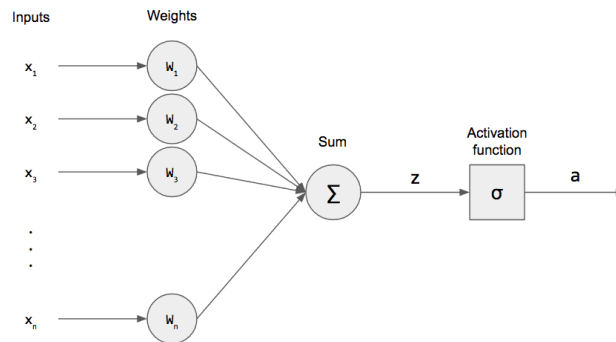 Inputs
Weights
x₁
W₁
x₂
W₂
x₃
W₃
Sum
Σ
z
Activation
function
σ
a
.
.
.
xₙ
Wₙ